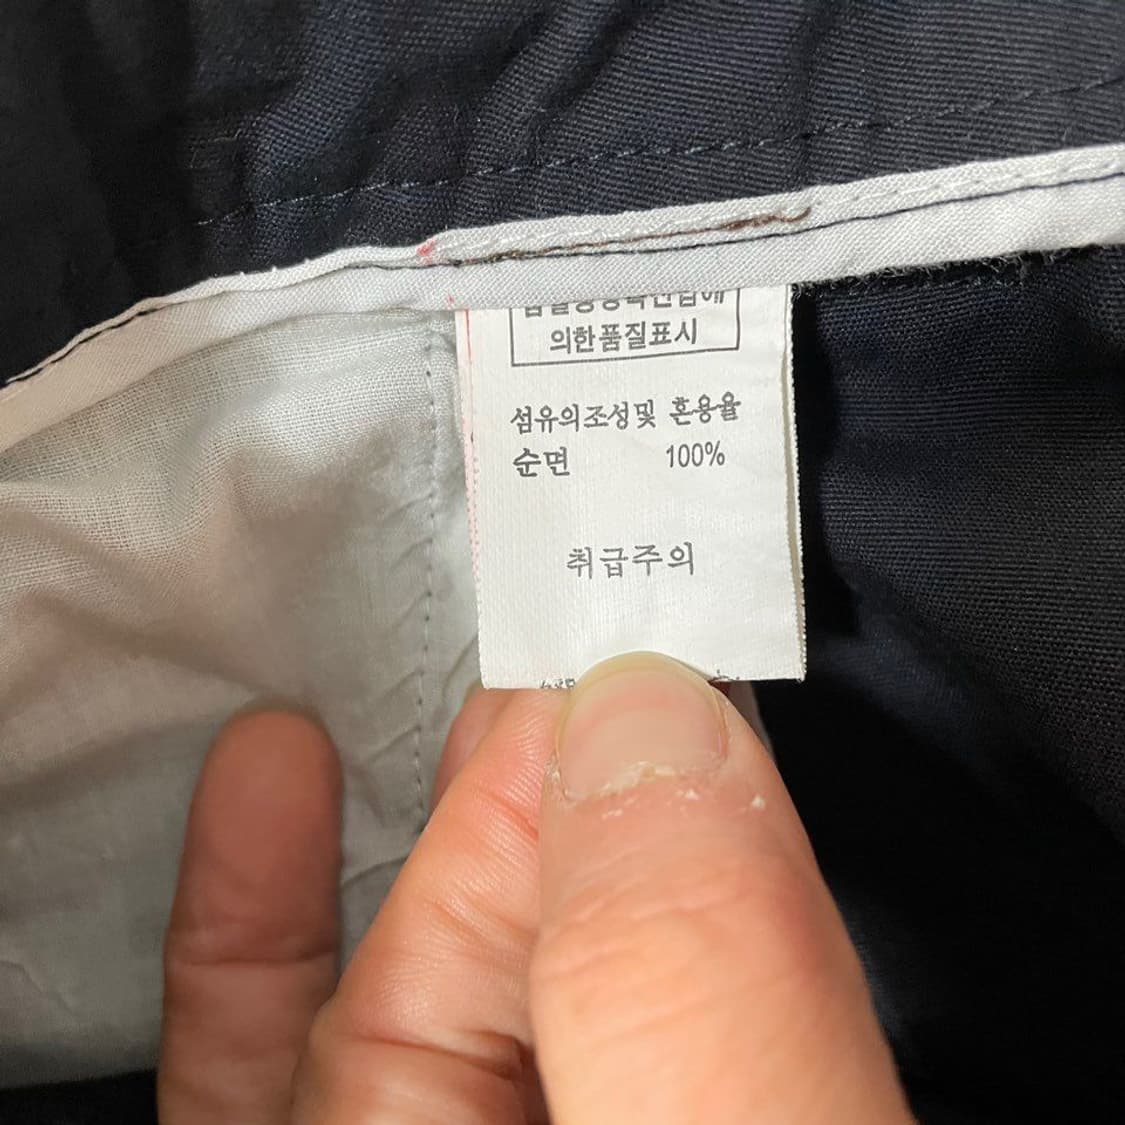 의한품질표시
섬유의조성및 혼용율
순면 100%
취급주의